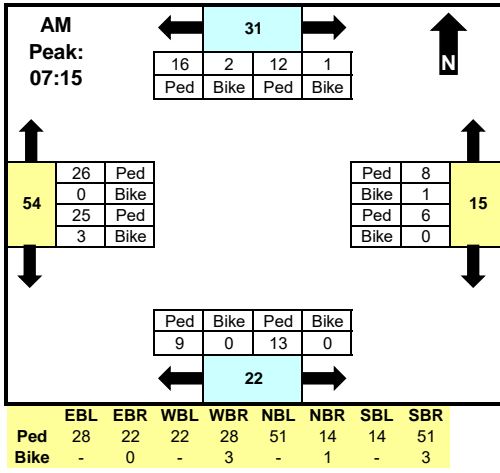 AM
Peak:
07:15
31
N
16 2 12 1
Ped Bike Ped Bike
54
26 Ped
0 Bike
25 Ped
3 Bike
Ped 8
Bike 1
Ped 6
Bike 0
15
Ped Bike Ped Bike
9 0 13 0
22
EBL EBR WBL WBR NBL NBR SBL SBR
Ped 28 22 22 28 51 14 14 51
Bike - 0 - 3 - 1 - 3